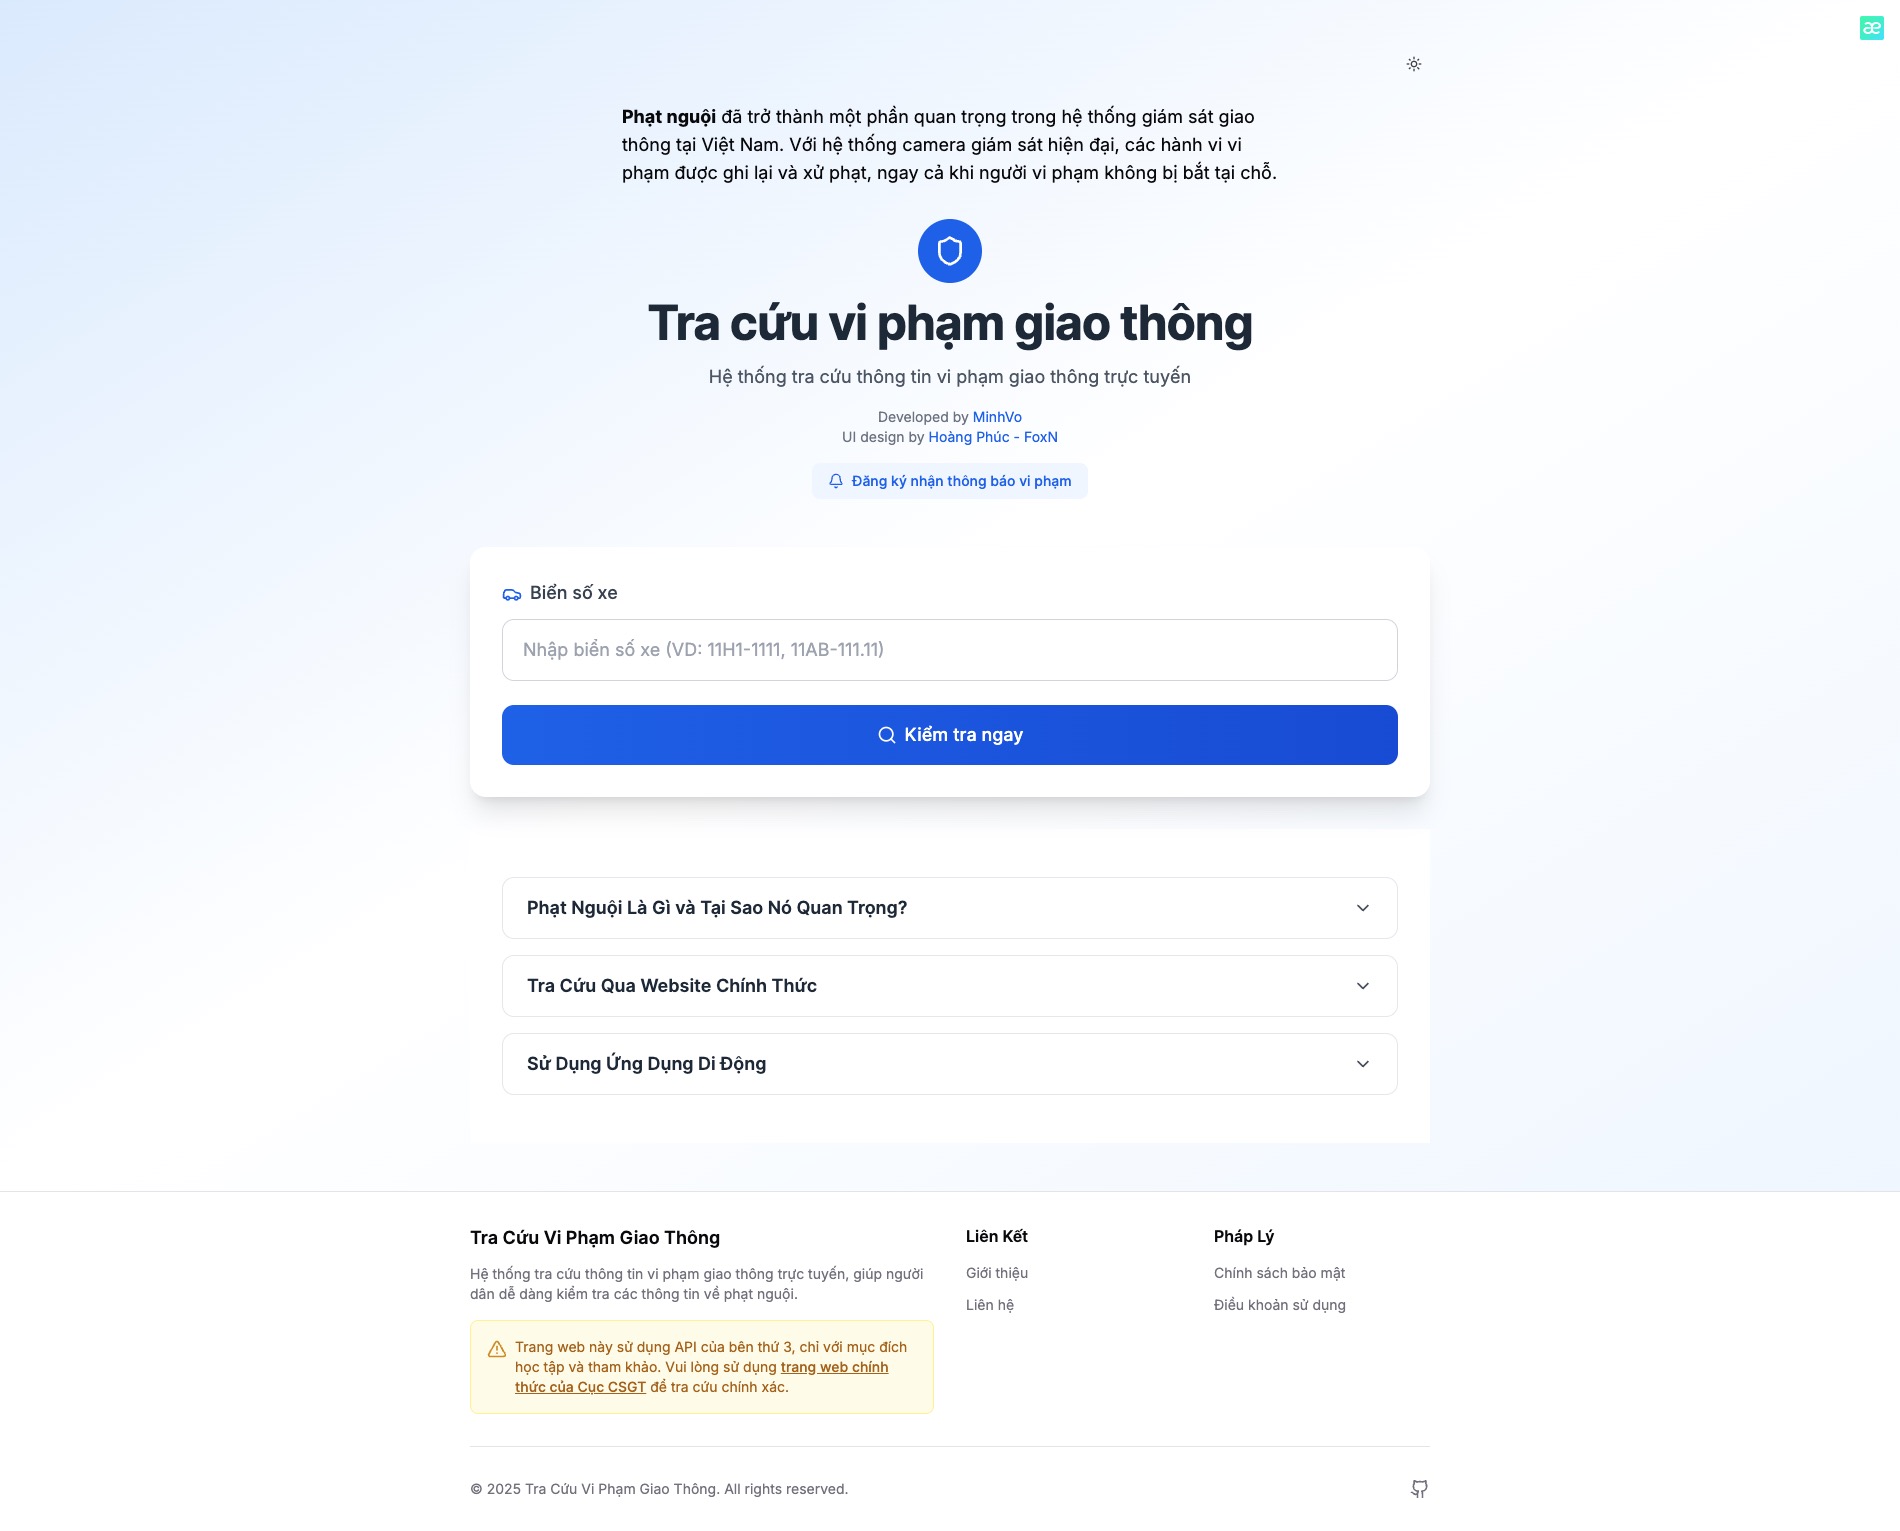 æ
Phạt nguội đã trở thành một phần quan trọng trong hệ thống giám sát giao
thông tại Việt Nam. Với hệ thống camera giám sát hiện đại, các hành vi vi
phạm được ghi lại và xử phạt, ngay cả khi người vi phạm không bị bắt tại chỗ.
Tra cứu vi phạm giao thông
Hệ thống tra cứu thông tin vi phạm giao thông trực tuyến
Developed by MinhVo
UI design by Hoàng Phúc - FoxN
Đăng ký nhận thông báo vi phạm
Biển số xe
Nhập biển số xe (VD: 11H1-1111, 11AB-111.11)
Kiểm tra ngay
Phạt Nguội Là Gì và Tại Sao Nó Quan Trọng?
Tra Cứu Qua Website Chính Thức
Sử Dụng Ứng Dụng Di Động
Tra Cứu Vi Phạm Giao Thông
Hệ thống tra cứu thông tin vi phạm giao thông trực tuyến, giúp người
dân dễ dàng kiểm tra các thông tin về phạt nguội.
Trang web này sử dụng API của bên thứ 3, chỉ với mục đích
học tập và tham khảo. Vui lòng sử dụng trang web chính
thức của Cục CSGT để tra cứu chính xác.
Liên Kết
Giới thiệu
Liên hệ
Pháp Lý
Chính sách bảo mật
Điều khoản sử dụng
© 2025 Tra Cứu Vi Phạm Giao Thông. All rights reserved.